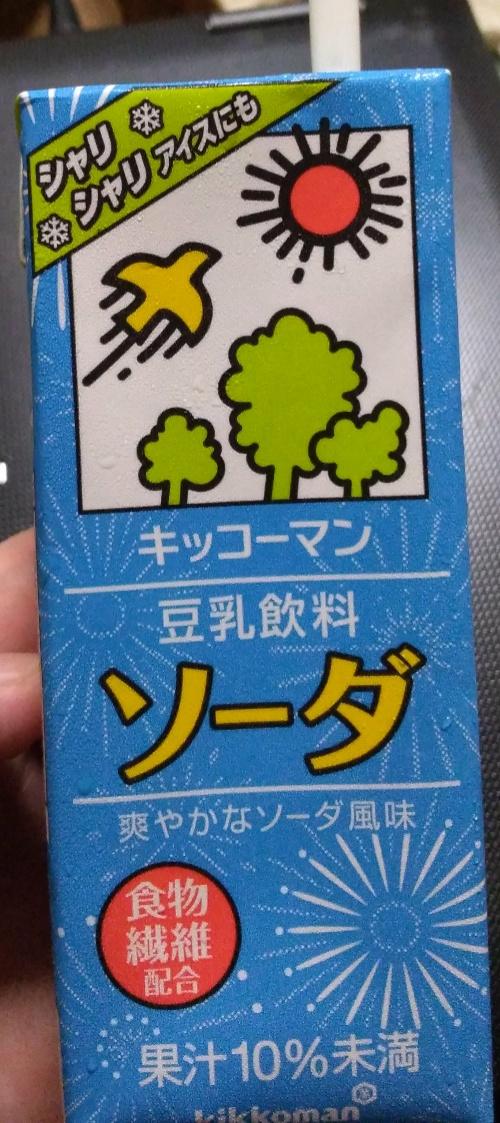 シャリ
シャリ アイスにも
キッコーマン
豆乳飲料
ソーダ
爽やかなソーダ風味
食物
繊維
配合
果汁10%未満
kikkoman